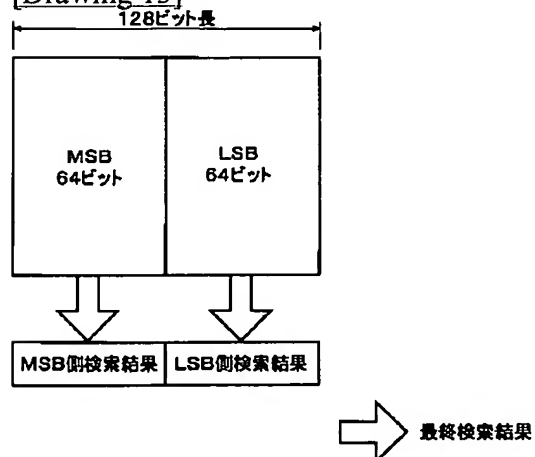 [Drawing 15]
128ビット長
MSB
64ビット
LSB
64ビット
MSB側検索結果
LSB側検索結果
最終検索結果